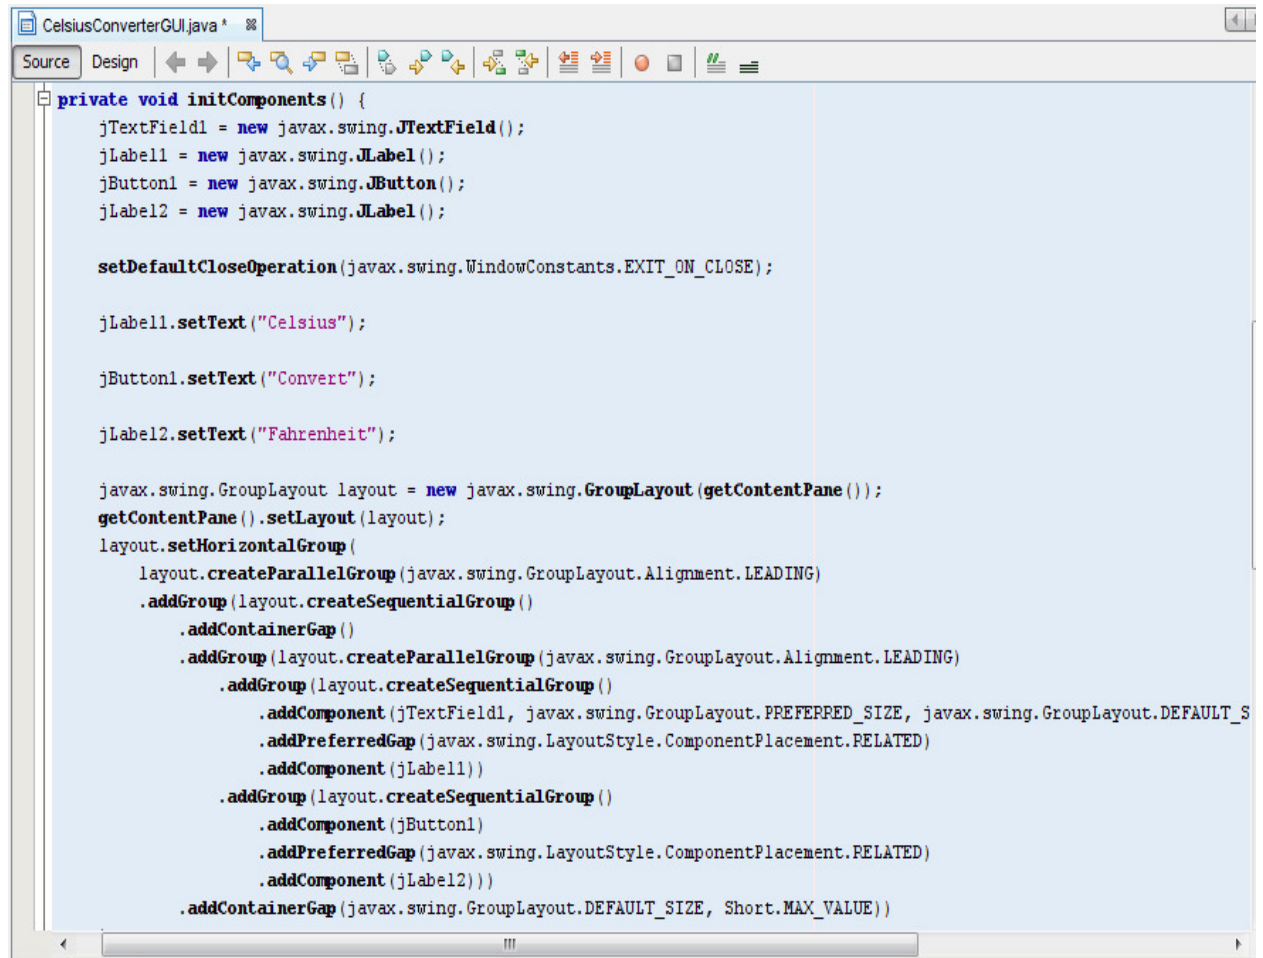 CelsiusConverterGUI.java *
Source Design
private void initComponents() {
jTextField1 = new javax.swing.JTextField();
jLabel1 = new javax.swing.JLabel();
jButton1 = new javax.swing.JButton();
jLabel2 = new javax.swing.JLabel();
setDefaultCloseOperation(javax.swing.WindowConstants.EXIT_ON_CLOSE);
jLabel1.setText("Celsius");
jButton1.setText("Convert");
jLabel2.setText("Fahrenheit");
javax.swing.GroupLayout layout = new javax.swing.GroupLayout(getContentPane());
getContentPane().setLayout(layout);
layout.setHorizontalGroup(
layout.createParallelGroup(javax.swing.GroupLayout.Alignment.LEADING)
.addGroup(layout.createSequentialGroup()
.addContainerGap()
.addGroup(layout.createParallelGroup(javax.swing.GroupLayout.Alignment.LEADING)
.addGroup(layout.createSequentialGroup()
.addComponent(jTextField1, javax.swing.GroupLayout.PREFERRED_SIZE, javax.swing.GroupLayout.DEFAULT_S
.addPreferredGap(javax.swing.LayoutStyle.ComponentPlacement.RELATED)
.addComponent(jLabel1))
.addGroup(layout.createSequentialGroup()
.addComponent(jButton1)
.addPreferredGap(javax.swing.LayoutStyle.ComponentPlacement.RELATED)
.addComponent(jLabel2)))
.addContainerGap(javax.swing.GroupLayout.DEFAULT_SIZE, Short.MAX_VALUE))